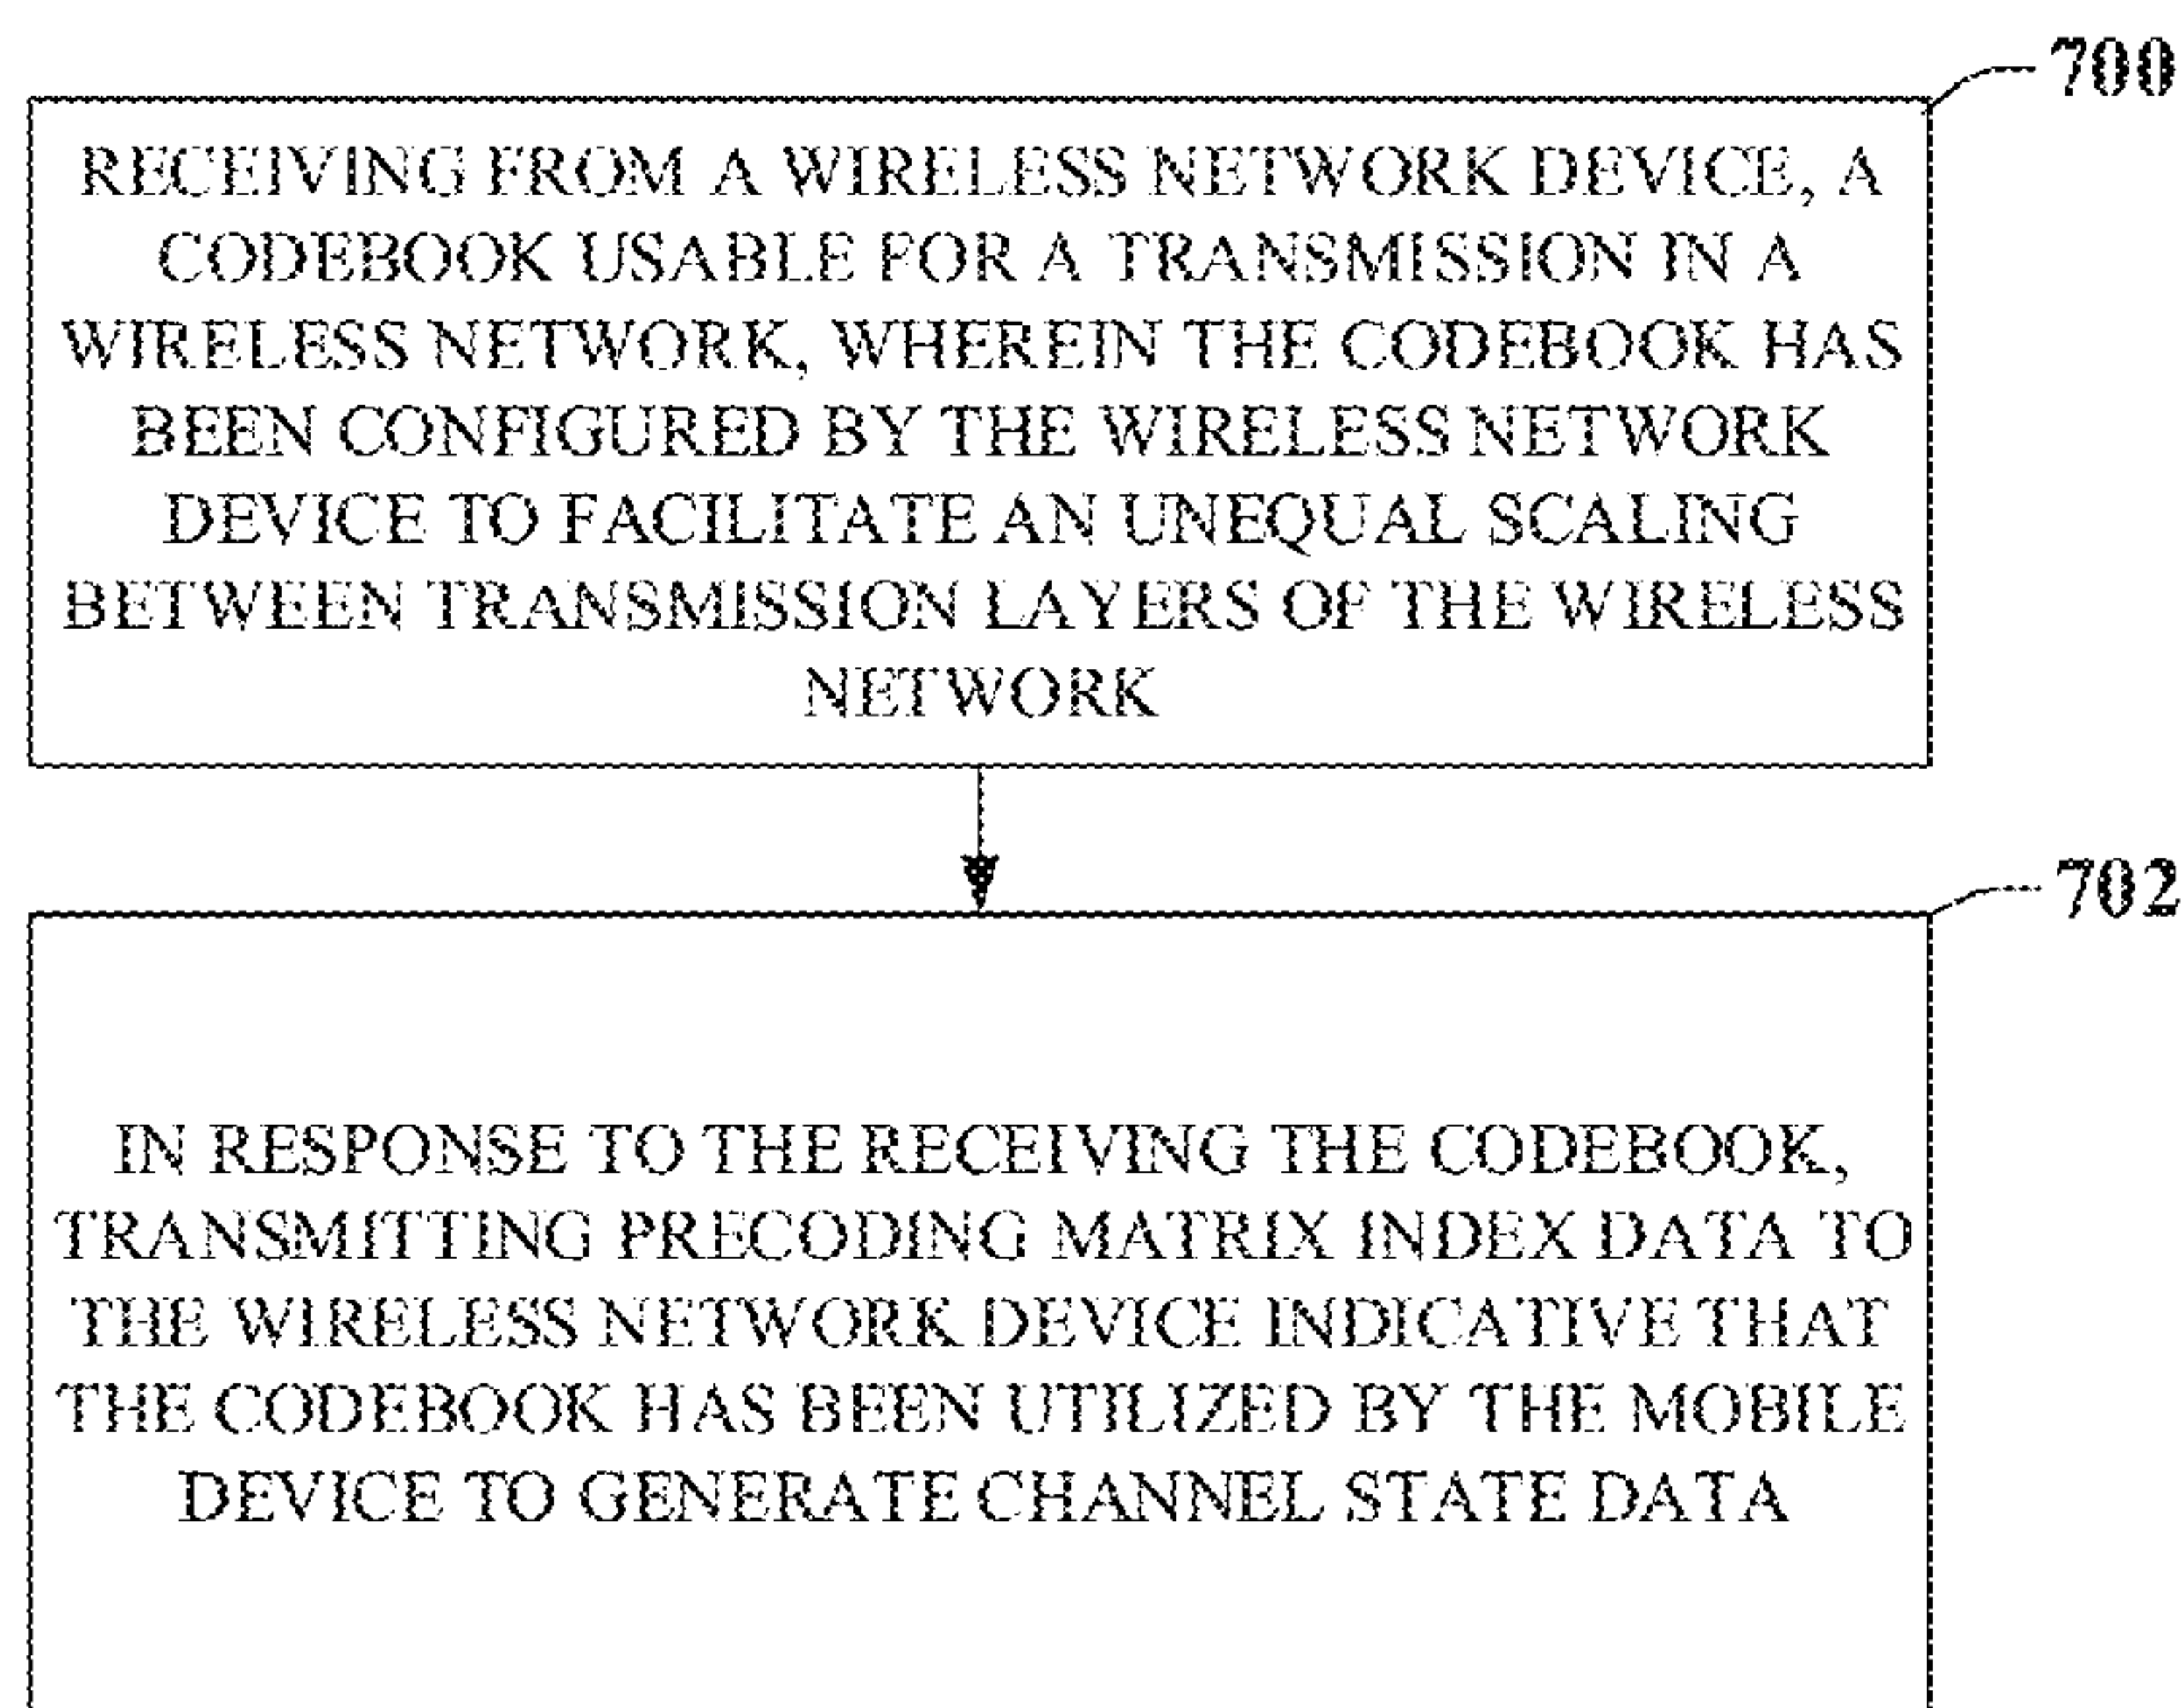 700
RECEIVING FROM A WIRELESS NETWORK DEVICE, A
CODEBOOK USABLE FOR A TRANSMISSION IN A
WIRELESS NETWORK, WHEREIN THE CODEBOOK HAS
BEEN CONFIGURED BY THE WIRELESS NETWORK
DEVICE TO FACILITATE AN UNEQUAL SCALING
BETWEEN TRANSMISSION LAYERS OF THE WIRELESS
NETWORK
702
IN RESPONSE TO THE RECEIVING THE CODEBOOK,
TRANSMITTING PRECODING MATRIX INDEX DATA TO
THE WIRELESS NETWORK DEVICE INDICATIVE THAT
THE CODEBOOK HAS BEEN UTILIZED BY THE MOBILE
DEVICE TO GENERATE CHANNEL STATE DATA